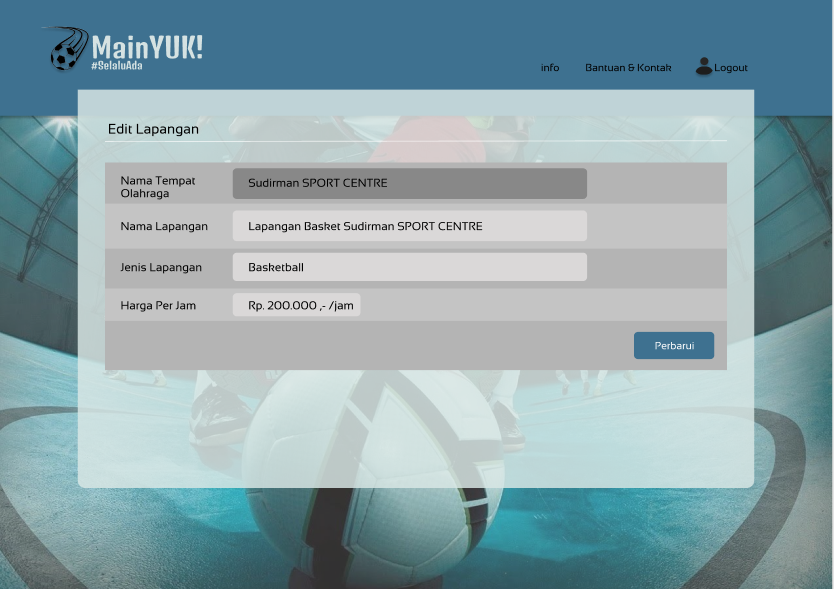 MainYUK!
#SelaluAda
info Bantuan & Kontak Logout
Edit Lapangan
Nama Tempat
Olahraga
Sudirman SPORT CENTRE
Nama Lapangan Lapangan Basket Sudirman SPORT CENTRE
Jenis Lapangan Basketball
Harga Per Jam Rp. 200.000 ,- /jam
Perbarui